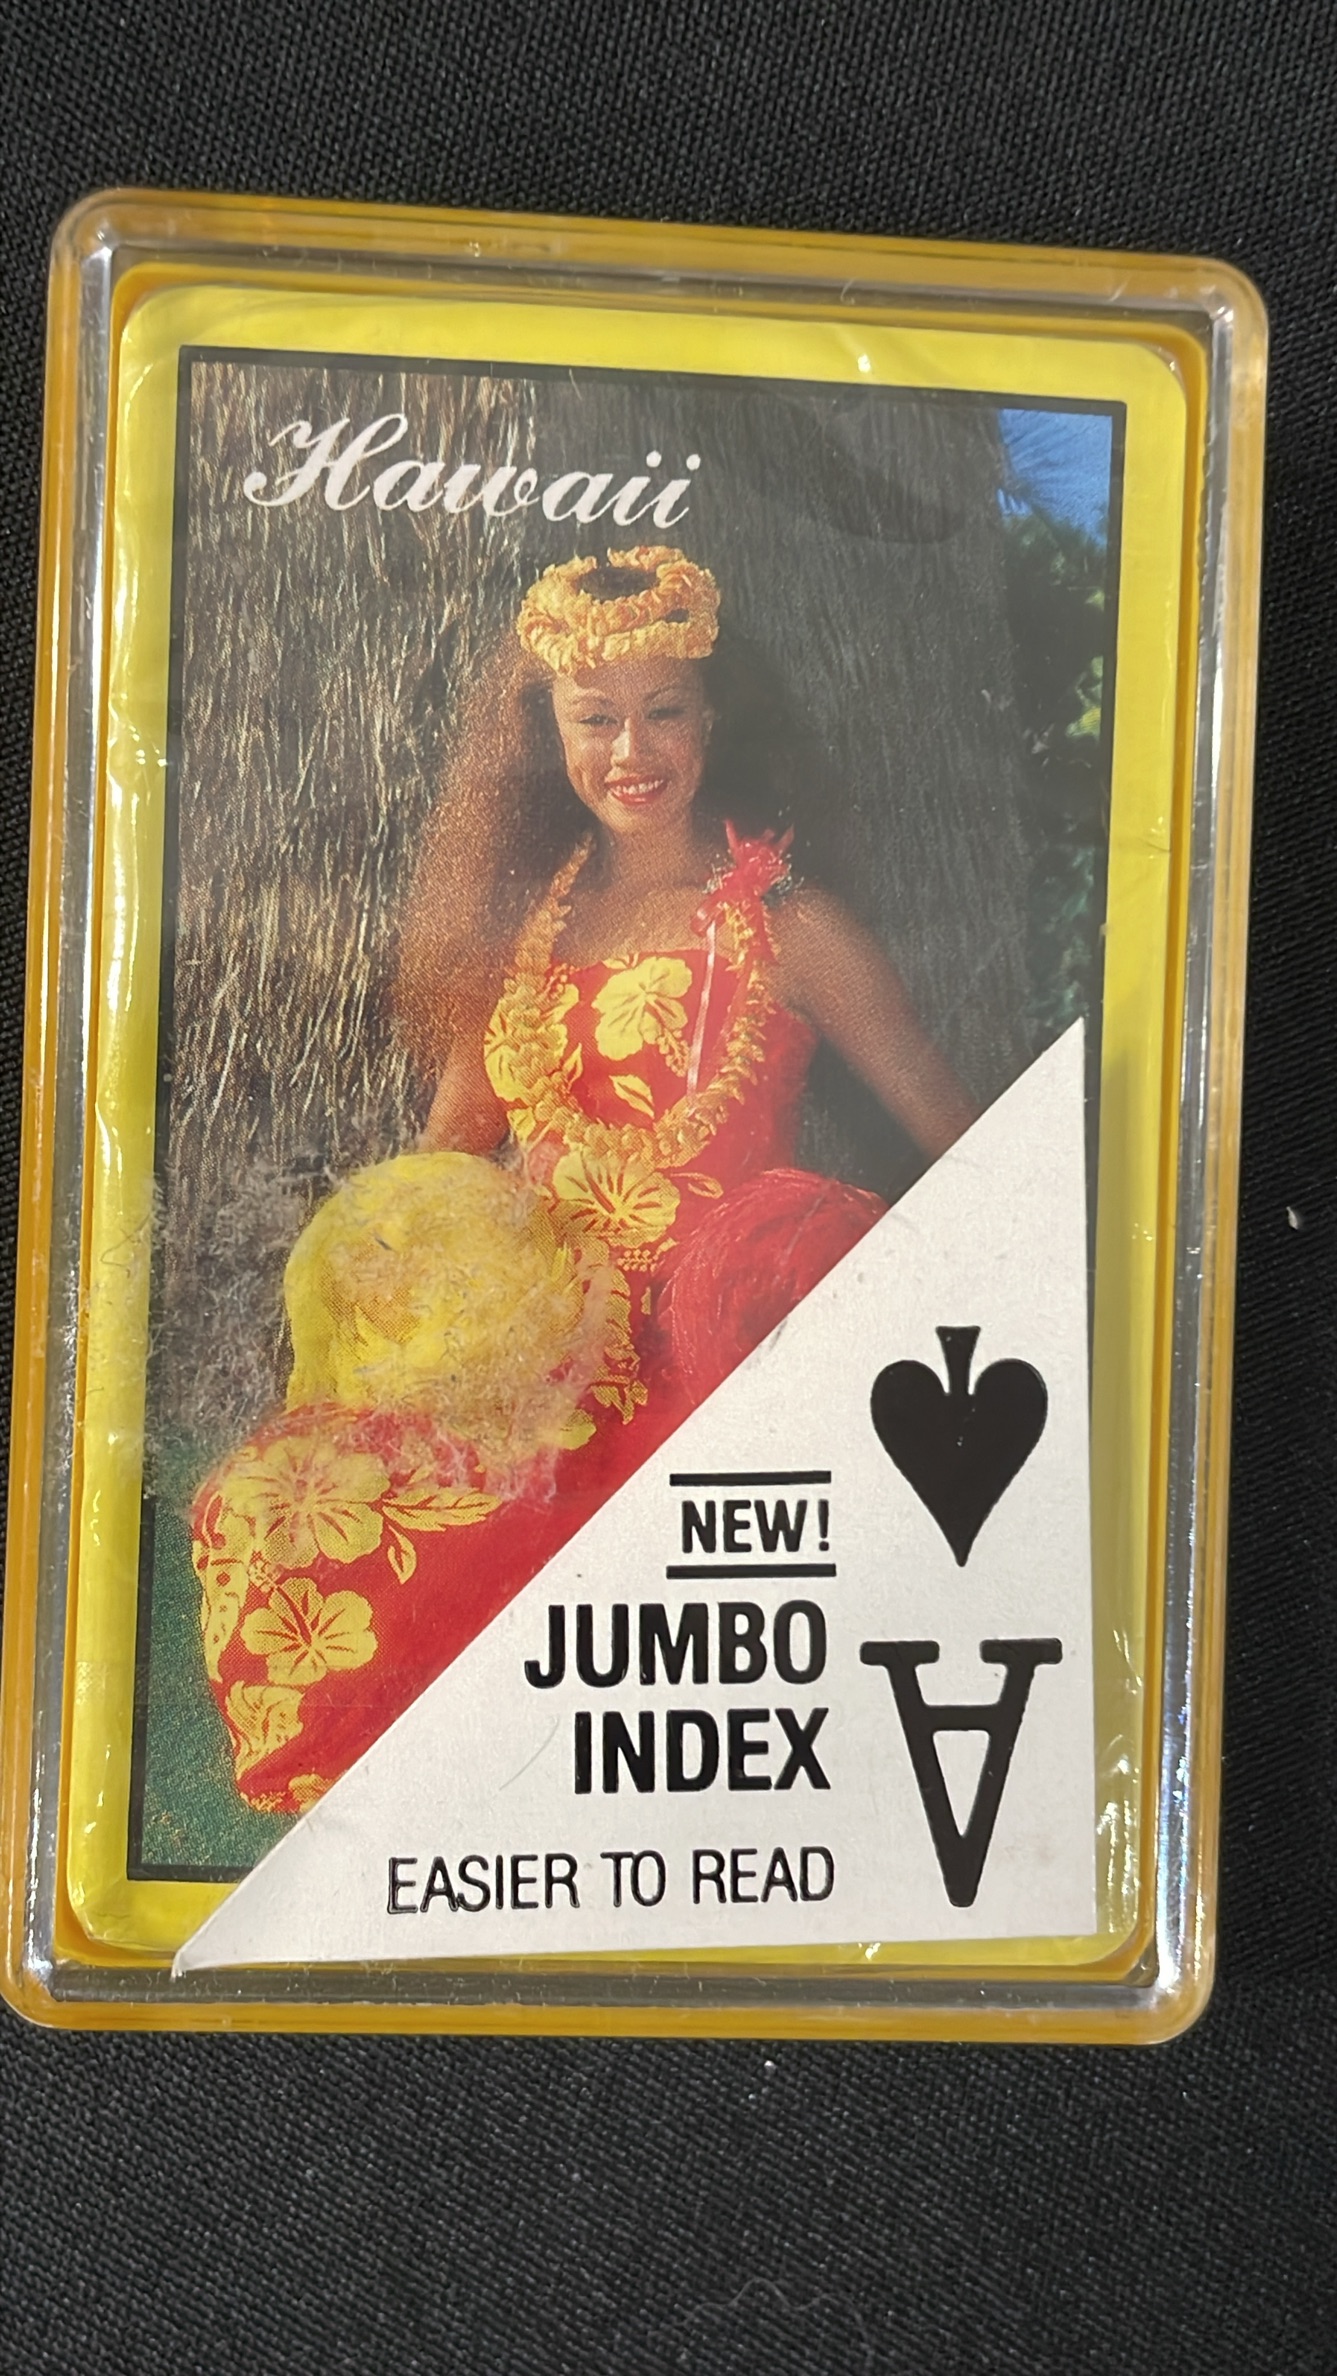 Hawaii
NEW!
JUMBO
INDEX
EASIER TO READ
A